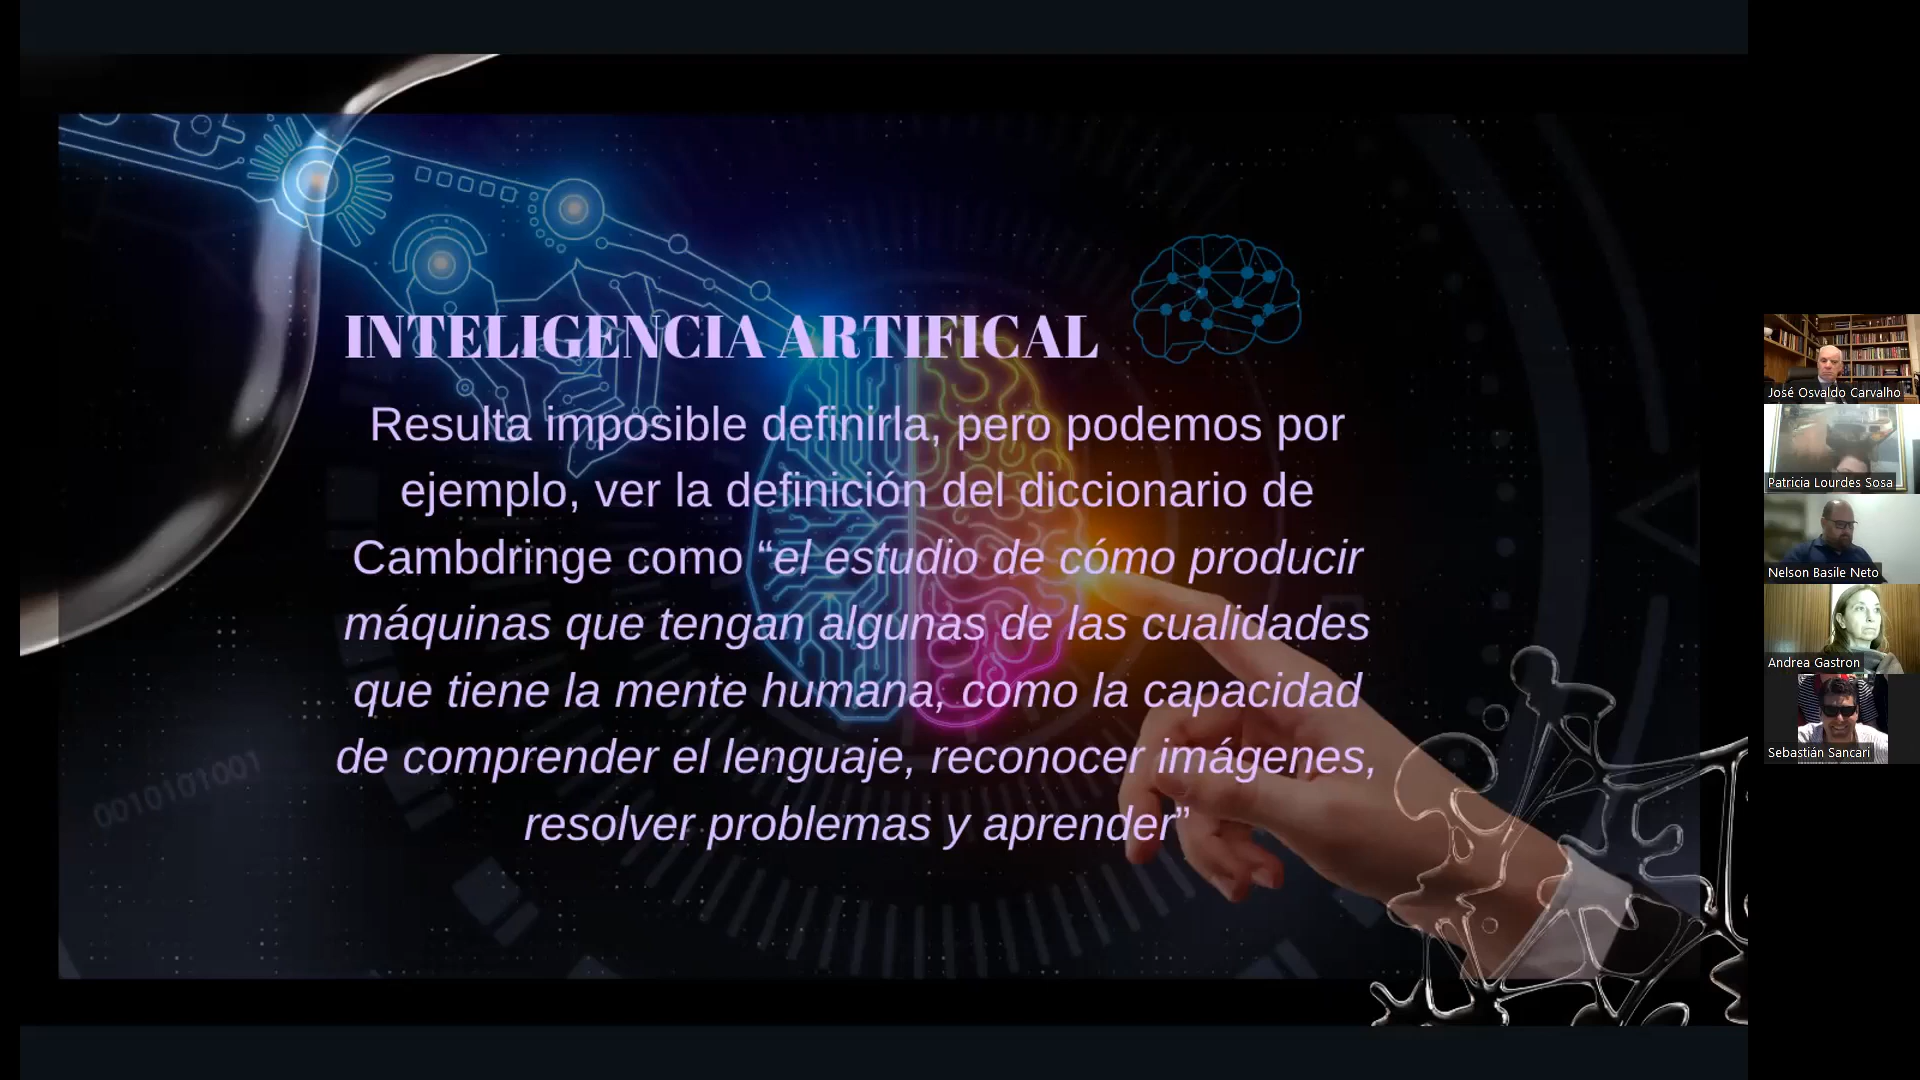 INTELIGENCIA ARTIFICAL
Resulta imposible definirla, pero podemos por
ejemplo, ver la definición del diccionario de
Cambdringe como “el estudio de cómo producir
máquinas que tengan algunas de las cualidades
que tiene la mente humana, como la capacidad
de comprender el lenguaje, reconocer imágenes,
resolver problemas y aprender”
0010101001
José Osvaldo Carvalho
Patricia Lourdes Sosa
Nelson Basile Neto
Andrea Gastron
Sebastián Sancari